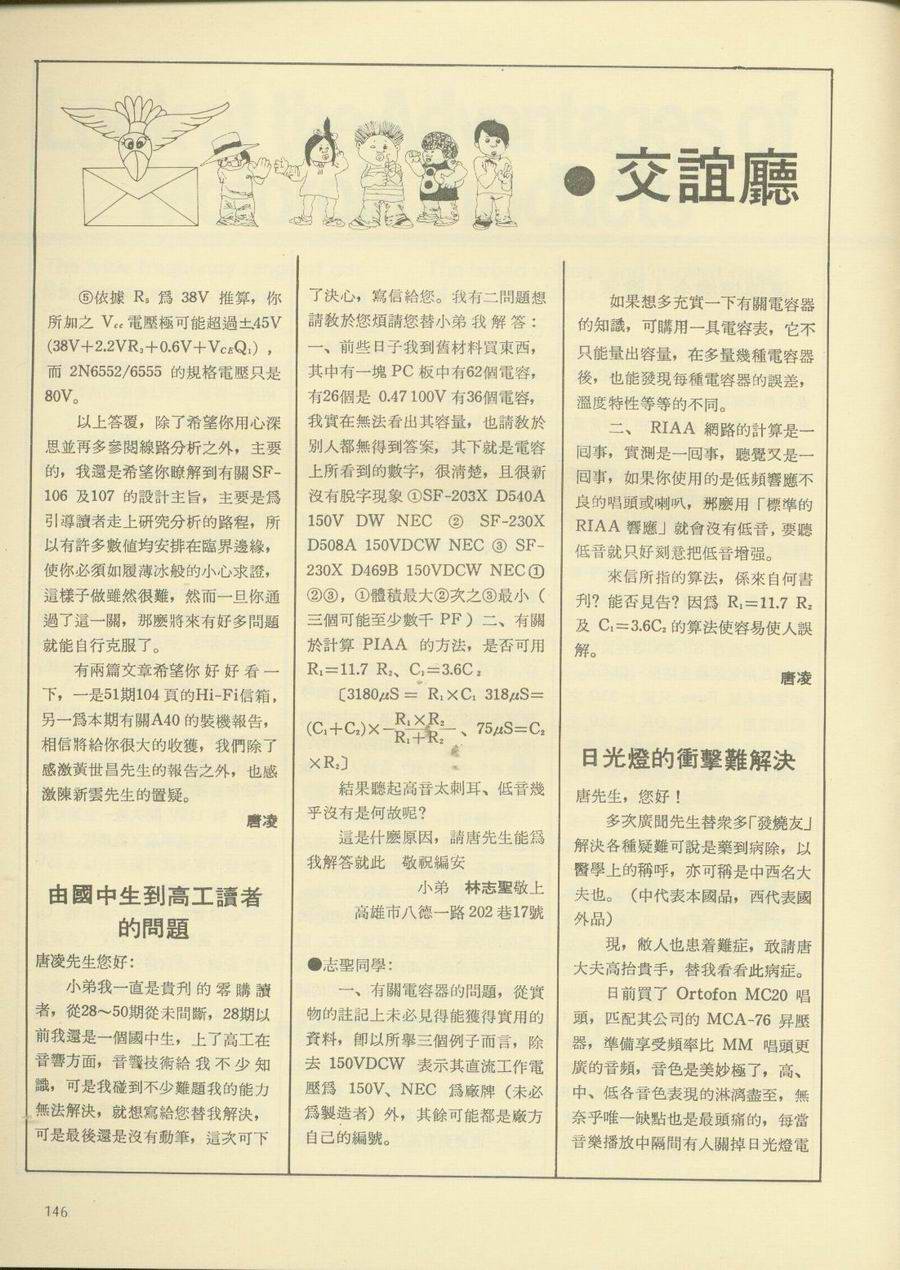 ●交誼廳
⑤依據 R₃ 爲 38V 推算，你
所加之 Vcc 電壓極可能超過±45V
(38V+2.2VR₃+0.6V+VCEQ₁)，
而 2N6552/6555 的規格電壓只是
80V。
以上答覆，除了希望你用心深
思並再多參閱線路分析之外，主要
的，我還是希望你瞭解到有關SF-
106 及107 的設計主旨，主要是爲
引導讀者走上研究分析的路程，所
以有許多數値均安排在臨界邊緣，
使你必須如履薄冰般的小心求證，
這樣子做雖然很難，然而一旦你通
過了這一關，那麽將來有好多問題
就能自行克服了。
有兩篇文章希望你好好看一
下，一是51期104頁的Hi-Fi信箱，
另一爲本期有關A40的裝機報告，
相信將給你很大的收獲，我們除了
感激黃世昌先生的報告之外，也感
激陳新雲先生的置疑。
唐凌
由國中生到高工讀者
的問題
唐凌先生您好：
小弟我一直是貴刋的零購讀
者，從28～50期從未間斷，28期以
前我還是一個國中生，上了高工在
音響方面，音響技術給我不少知
識，可是我碰到不少難題我的能力
無法解決，就想寫給您替我解決，
可是最後還是沒有動筆，這次可下
了決心，寫信給您。我有二問題想
請敎於您煩請您替小弟我解答：
一、前些日子我到舊材料買東西，
其中有一塊 PC 板中有62個電容，
有26個是 0.47 100V 有36個電容，
我實在無法看出其容量，也請敎於
別人都無得到答案，其下就是電容
上所看到的數字，很清楚，且很新
沒有脫字現象 ①SF-203X D540A
150V DW NEC ② SF-230X
D508A 150VDCW NEC ③ SF-
230X D469B 150VDCW NEC①
②③，①體積最大②次之③最小（
三個可能至少數千 PF）二、有關
於計算 PIAA 的方法，是否可用
R₁=11.7 R₂、C₁=3.6C₂
〔3180μS = R₁×C₁ 318μS=
(C₁+C₂)× R₁×R₂/R₁+R₂ 、75μS=C₂
×R₂〕
結果聽起高音太刺耳、低音幾
乎沒有是何故呢？
這是什麽原因，請唐先生能爲
我解答就此 敬祝編安
小弟 林志聖敬上
高雄市八德一路 202 巷17號
●志聖同學：
一、有關電容器的問題，從實
物的註記上未必見得能獲得實用的
資料，卽以所擧三個例子而言，除
去 150VDCW 表示其直流工作電
壓爲 150V、NEC 爲廠牌（未必
爲製造者）外，其餘可能都是廠方
自己的編號。
如果想多充實一下有關電容器
的知識，可購用一具電容表，它不
只能量出容量，在多量幾種電容器
後，也能發現每種電容器的誤差，
溫度特性等等的不同。
二、 RIAA 網路的計算是一
囘事，實測是一囘事，聽覺又是一
囘事，如果你使用的是低頻響應不
良的唱頭或喇叭，那麽用「標準的
RIAA 響應」就會沒有低音，要聽
低音就只好刻意把低音增强。
來信所指的算法，係來自何書
刋？能否見告？因爲 R₁=11.7 R₂
及 C₁=3.6C₂ 的算法使容易使人誤
解。
唐凌
日光燈的衝擊難解決
唐先生，您好！
多次廣聞先生替衆多「發燒友」
解決各種疑難可說是藥到病除，以
醫學上的稱呼，亦可稱是中西名大
夫也。（中代表本國品，西代表國
外品）
現，敝人也患着難症，敢請唐
大夫高抬貴手，替我看看此病症。
日前買了 Ortofon MC20 唱
頭，匹配其公司的 MCA-76 昇壓
器，準備享受頻率比 MM 唱頭更
廣的音頻，音色是美妙極了，高、
中、低各音色表現的淋漓盡至，無
奈乎唯一缺點也是最頭痛的，每當
音樂播放中隔間有人關掉日光燈電
146